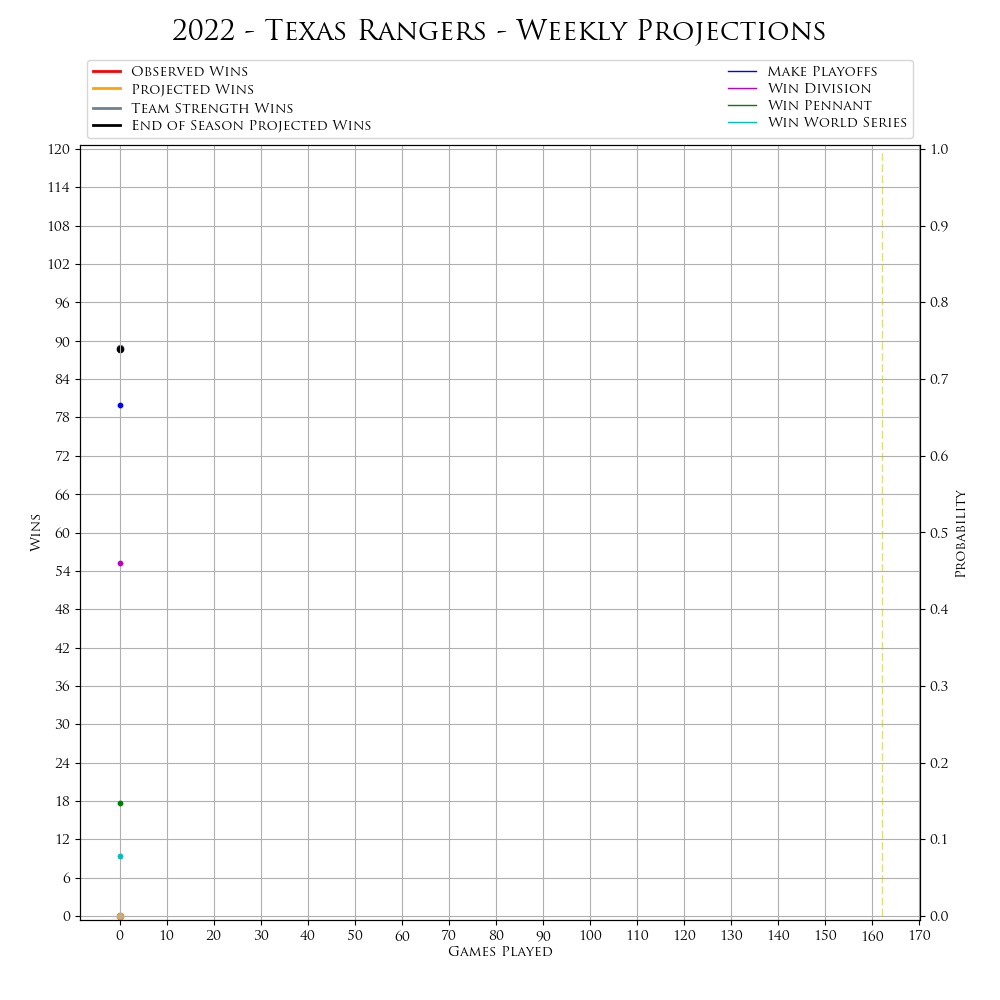 2022 - Texas Rangers - Weekly Projections
Observed Wins
Projected Wins
Team Strength Wins
End of Season Projected Wins
Make Playoffs
Win Division
Win Pennant
Win World Series
120
114
108
102
96
90
84
78
72
66
60
54
48
42
36
30
24
18
12
6
0
Wins
1.0
0.9
0.8
0.7
0.6
0.5
0.4
0.3
0.2
0.1
0.0
Probability
0 10 20 30 40 50 60 70 80 90 100 110 120 130 140 150 160 170
Games Played